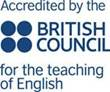 Accredited by the
BRITISH
COUNCIL
for the teaching
of English